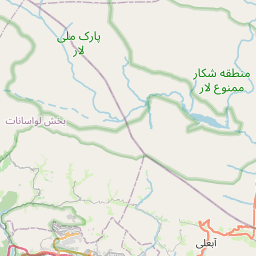 پارک ملی
لار
منطقه شکار
ممنوع لار
بخش لواسانات
آبعلی